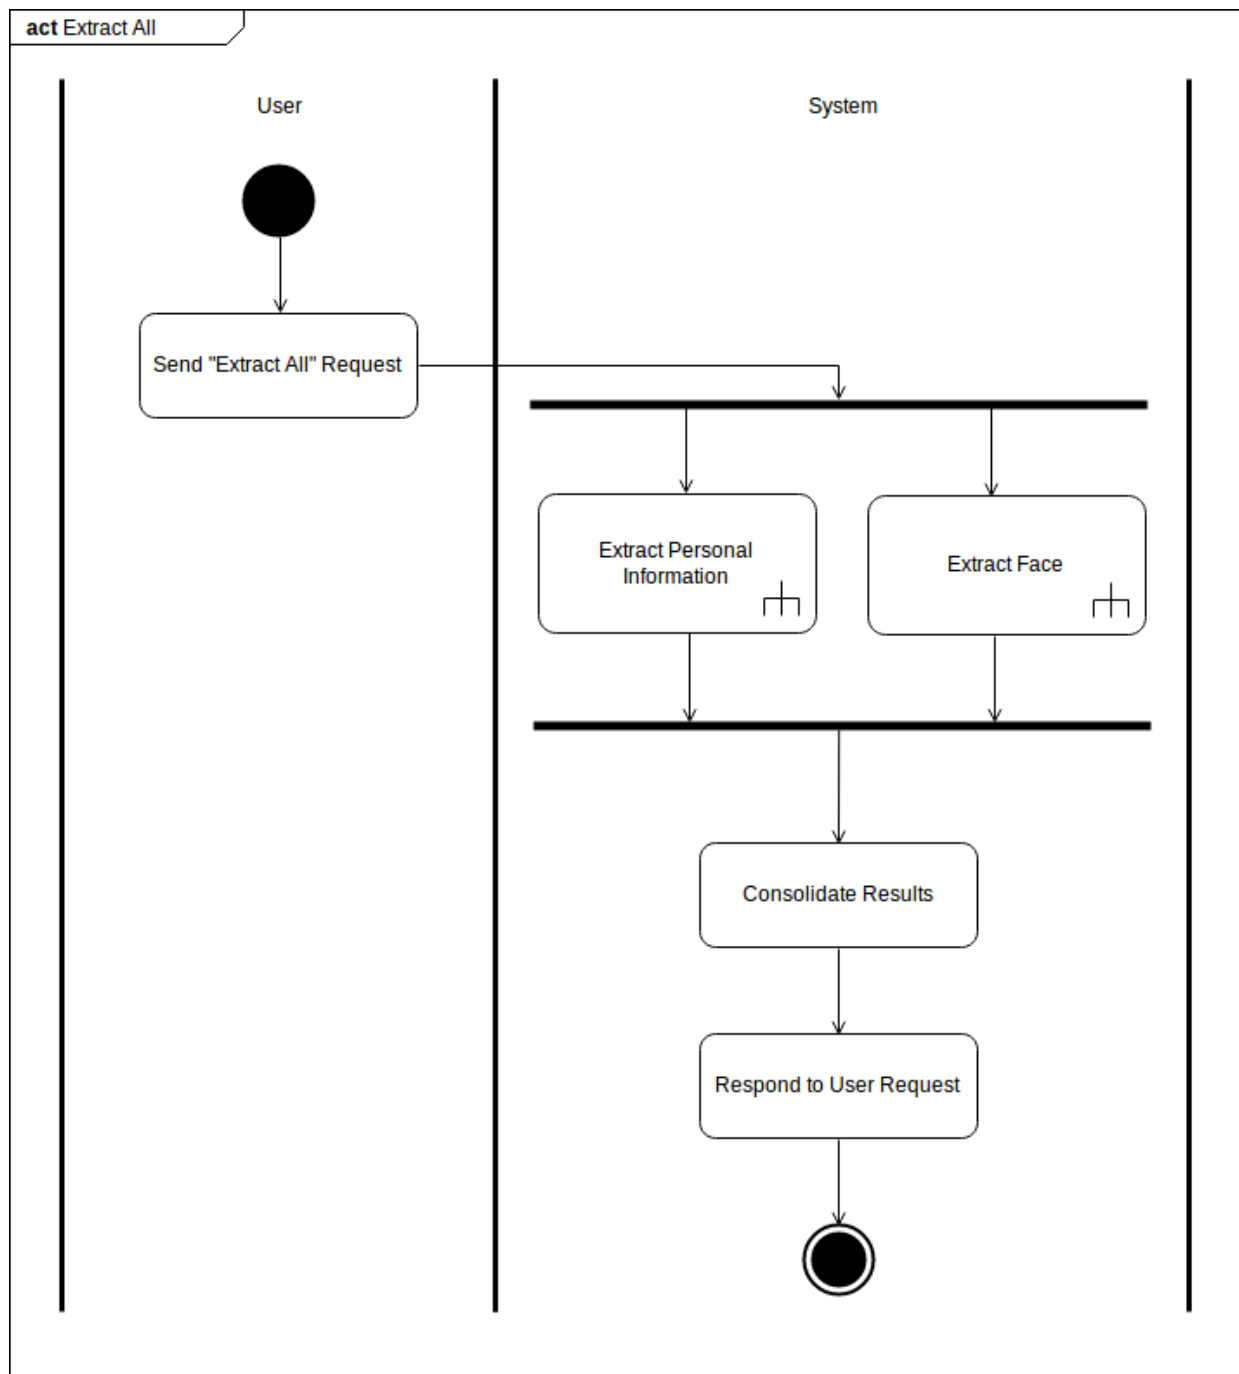 act Extract All
User
System
Send "Extract All" Request
Extract Personal
Information
Extract Face
Consolidate Results
Respond to User Request